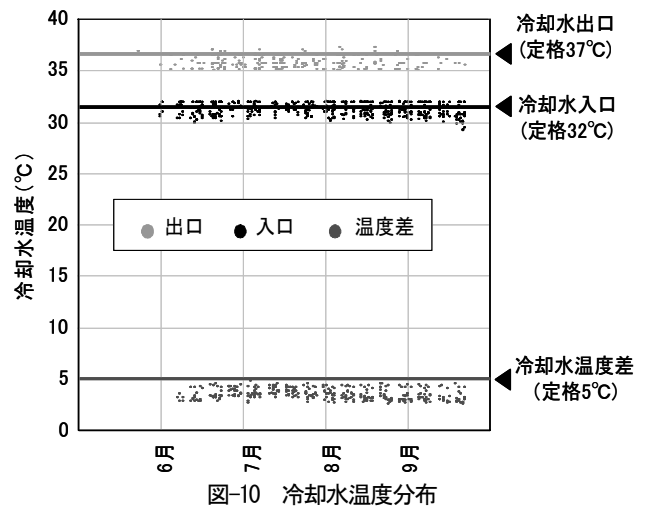 40
35
30
25
20
15
10
5
0
冷却水温度(℃)
出口
入口
温度差
6月
7月
8月
9月
冷却水出口
(定格37℃)
冷却水入口
(定格32℃)
冷却水温度差
(定格5℃)
図-10 冷却水温度分布